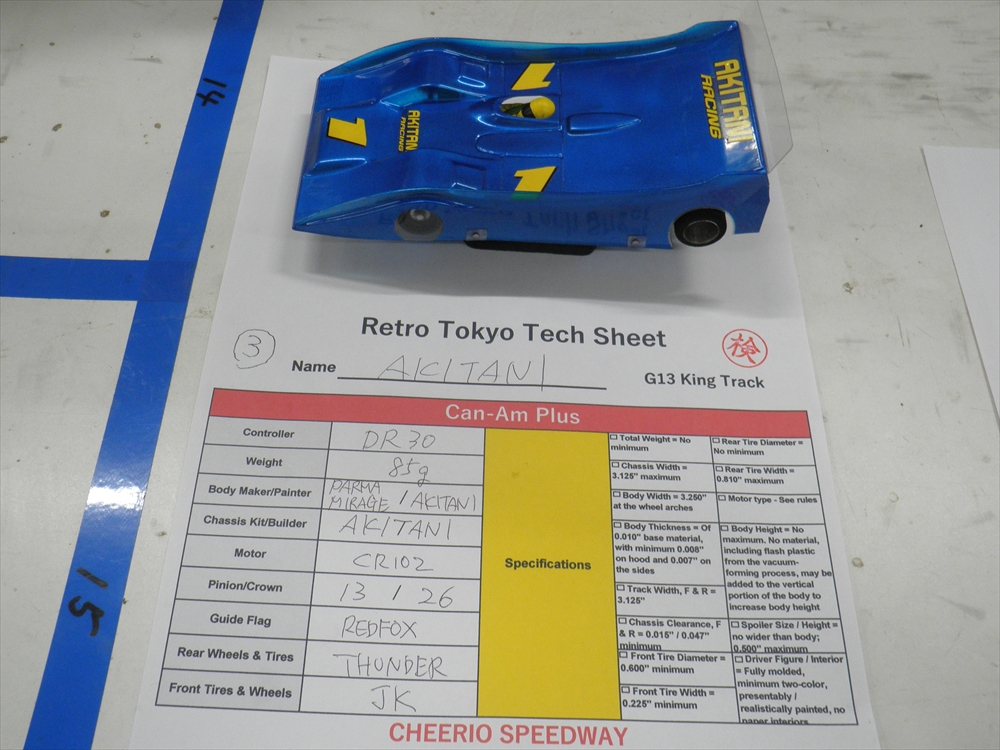 14
15
1
1
1
AKITANI
RACING
AKITANI
RACING
Retro Tokyo Tech Sheet
検
3
Name AKITANI
G13 King Track
Can-Am Plus
Controller DR30
Weight 85g
Body Maker/Painter PARMA MIRAGE / AKITANI
Chassis Kit/Builder AKITANI
Motor CR102
Pinion/Crown 13 / 26
Guide Flag REDFOX
Rear Wheels & Tires THUNDER
Front Tires & Wheels JK
Specifications
☐ Total Weight = No
minimum
☐ Chassis Width =
3.125" maximum
☐ Body Width = 3.250"
at the wheel arches
☐ Body Thickness = Of
0.010" base material,
with minimum 0.008"
on hood and 0.007" on
the sides
☐ Track Width, F & R =
3.125"
☐ Chassis Clearance, F
& R = 0.015" / 0.047"
minimum
☐ Front Tire Diameter =
0.600" minimum
☐ Front Tire Width =
0.225" minimum
☐ Rear Tire Diameter =
No minimum
☐ Rear Tire Width =
0.810" maximum
☐ Motor type - See rules
☐ Body Height = No
maximum. No material,
including flash plastic
from the vacuum-
forming process, may be
added to the vertical
portion of the body to
increase body height
☐ Spoiler Size / Height =
no wider than body;
0.500" maximum
☐ Driver Figure / Interior
= Fully molded,
minimum two-color,
presentably /
realistically painted, no
paper interiors
CHEERIO SPEEDWAY